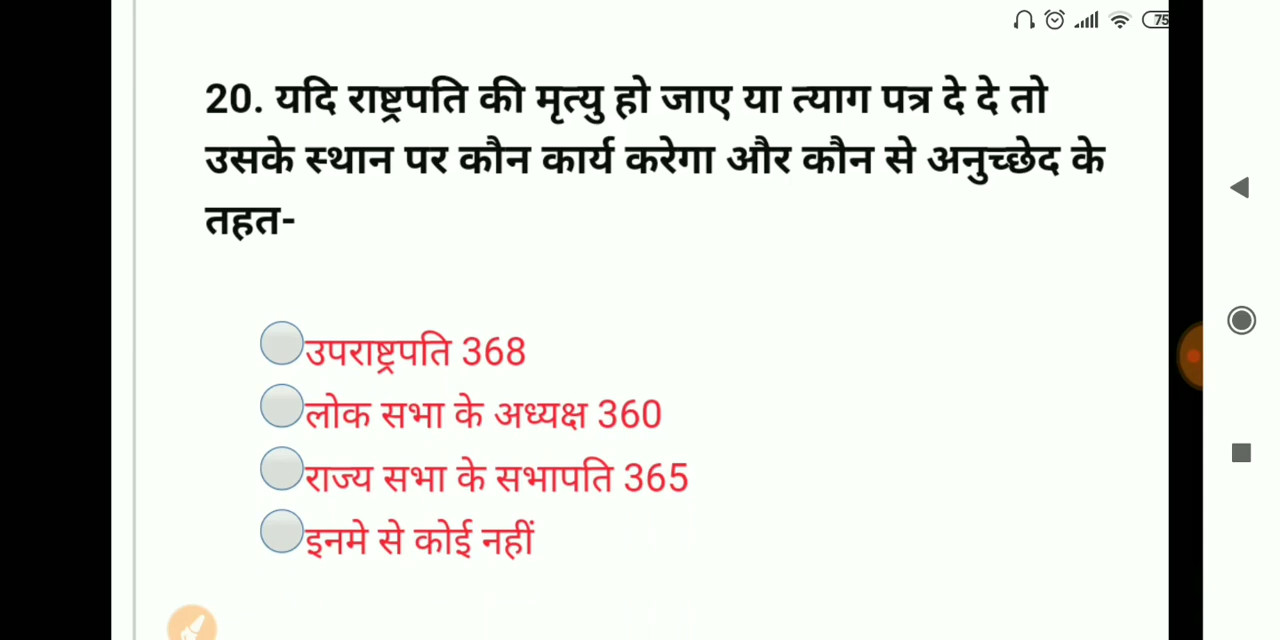 75
20. यदि राष्ट्रपति की मृत्यु हो जाए या त्याग पत्र दे दे तो
उसके स्थान पर कौन कार्य करेगा और कौन से अनुच्छेद के
तहत-
उपराष्ट्रपति 368
लोक सभा के अध्यक्ष 360
राज्य सभा के सभापति 365
इनमे से कोई नहीं